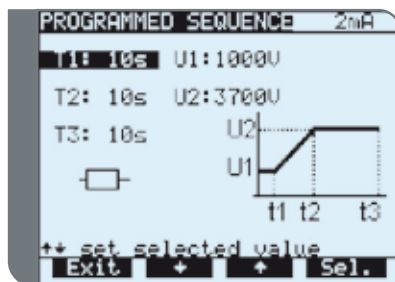 PROGRAMMED SEQUENCE 2mA
T1: 10s U1:1000V
T2: 10s U2:3700V
T3: 10s
U2
U1
t1 t2 t3
↑↓ set selected value
Exit ↓ ↑ Sel.